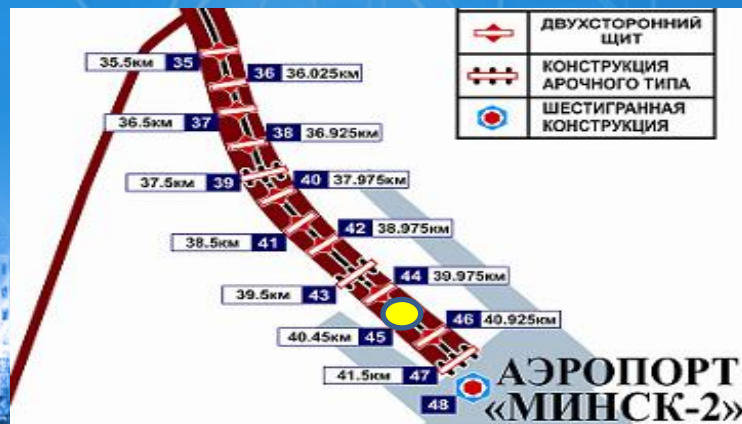 ДВУХСТОРОННИЙ
ЩИТ
КОНСТРУКЦИЯ
АРОЧНОГО ТИПА
ШЕСТИГРАННАЯ
КОНСТРУКЦИЯ
35.5км 35
36 36.025км
36.5км 37
38 36.925км
37.5км 39
40 37.975км
38.5км 41
42 38.975км
39.5км 43
44 39.975км
40.45км 45
46 40.925км
41.5км 47
48
АЭРОПОРТ
«МИНСК-2»